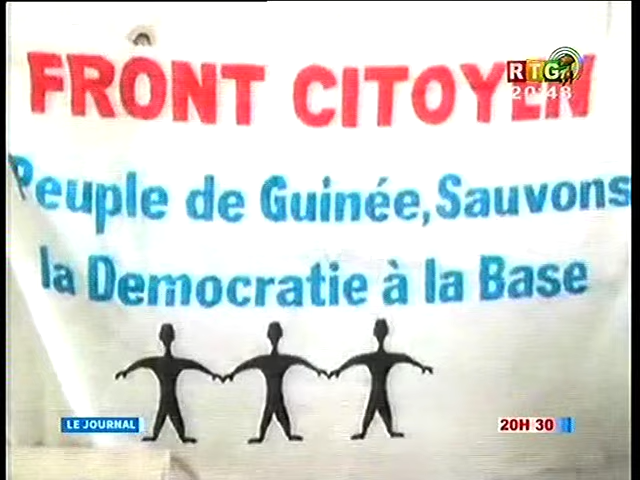 RTG
20:48
FRONT CITOYEN
Peuple de Guinée, Sauvons
la Democratie à la Base
LE JOURNAL
20H 30